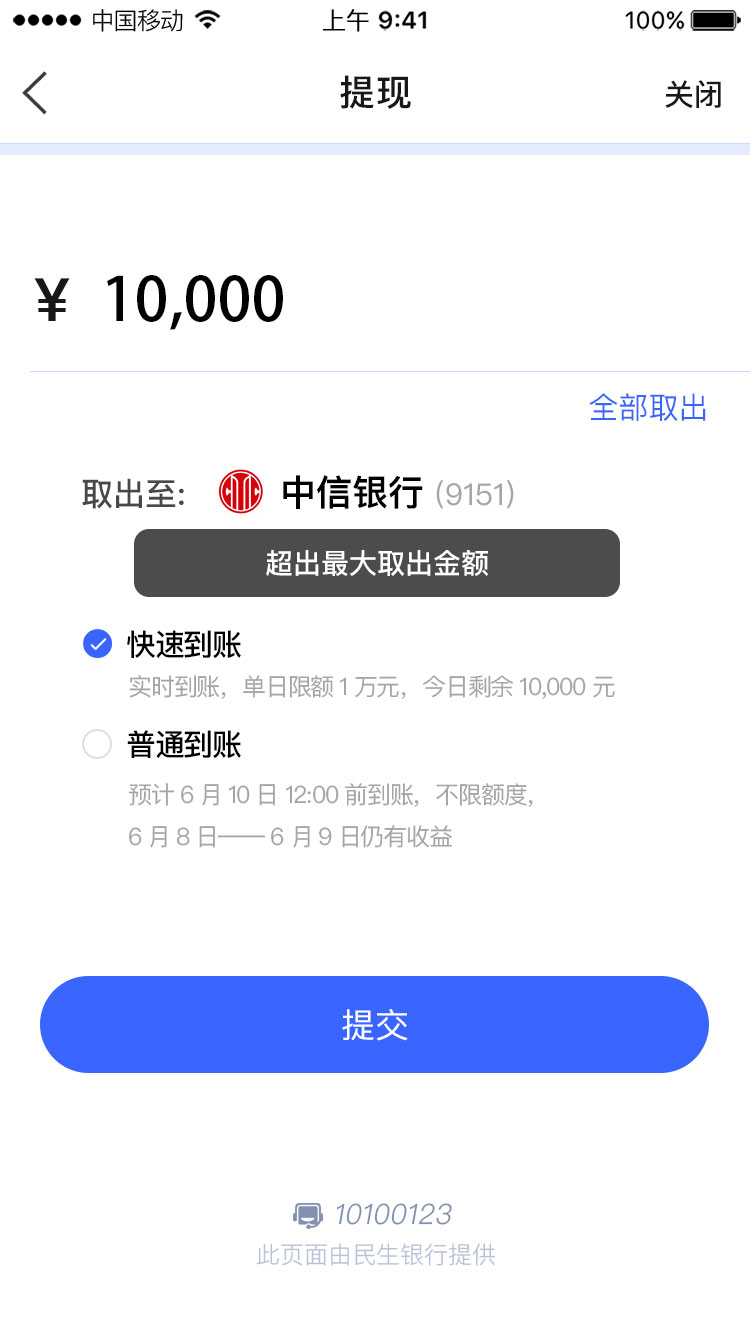 中国移动 上午 9:41 100%
提现 关闭
¥ 10,000
全部取出
取出至: 中信银行 (9151)
超出最大取出金额
快速到账
实时到账，单日限额 1 万元，今日剩余 10,000 元
普通到账
预计 6 月 10 日 12:00 前到账，不限额度，
6 月 8 日—— 6 月 9 日仍有收益
提交
10100123
此页面由民生银行提供